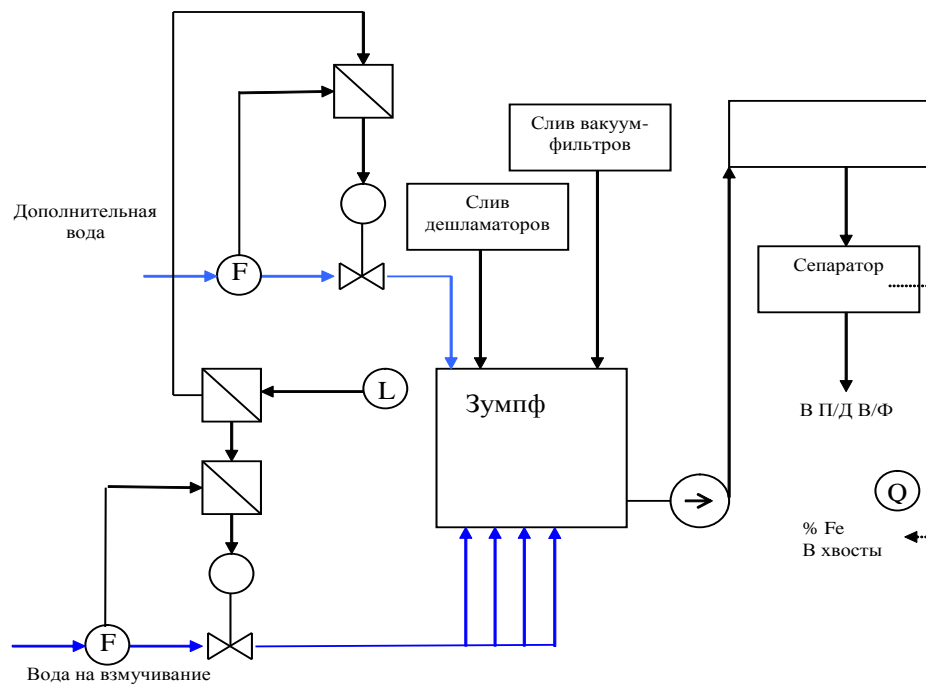 Слив вакуум-
фильтров
Дополнительная
вода
Слив
дешламаторов
F
Сепаратор
L
Зумпф
В П/Д В/Ф
Q
% Fe
В хвосты
F
Вода на взмучивание